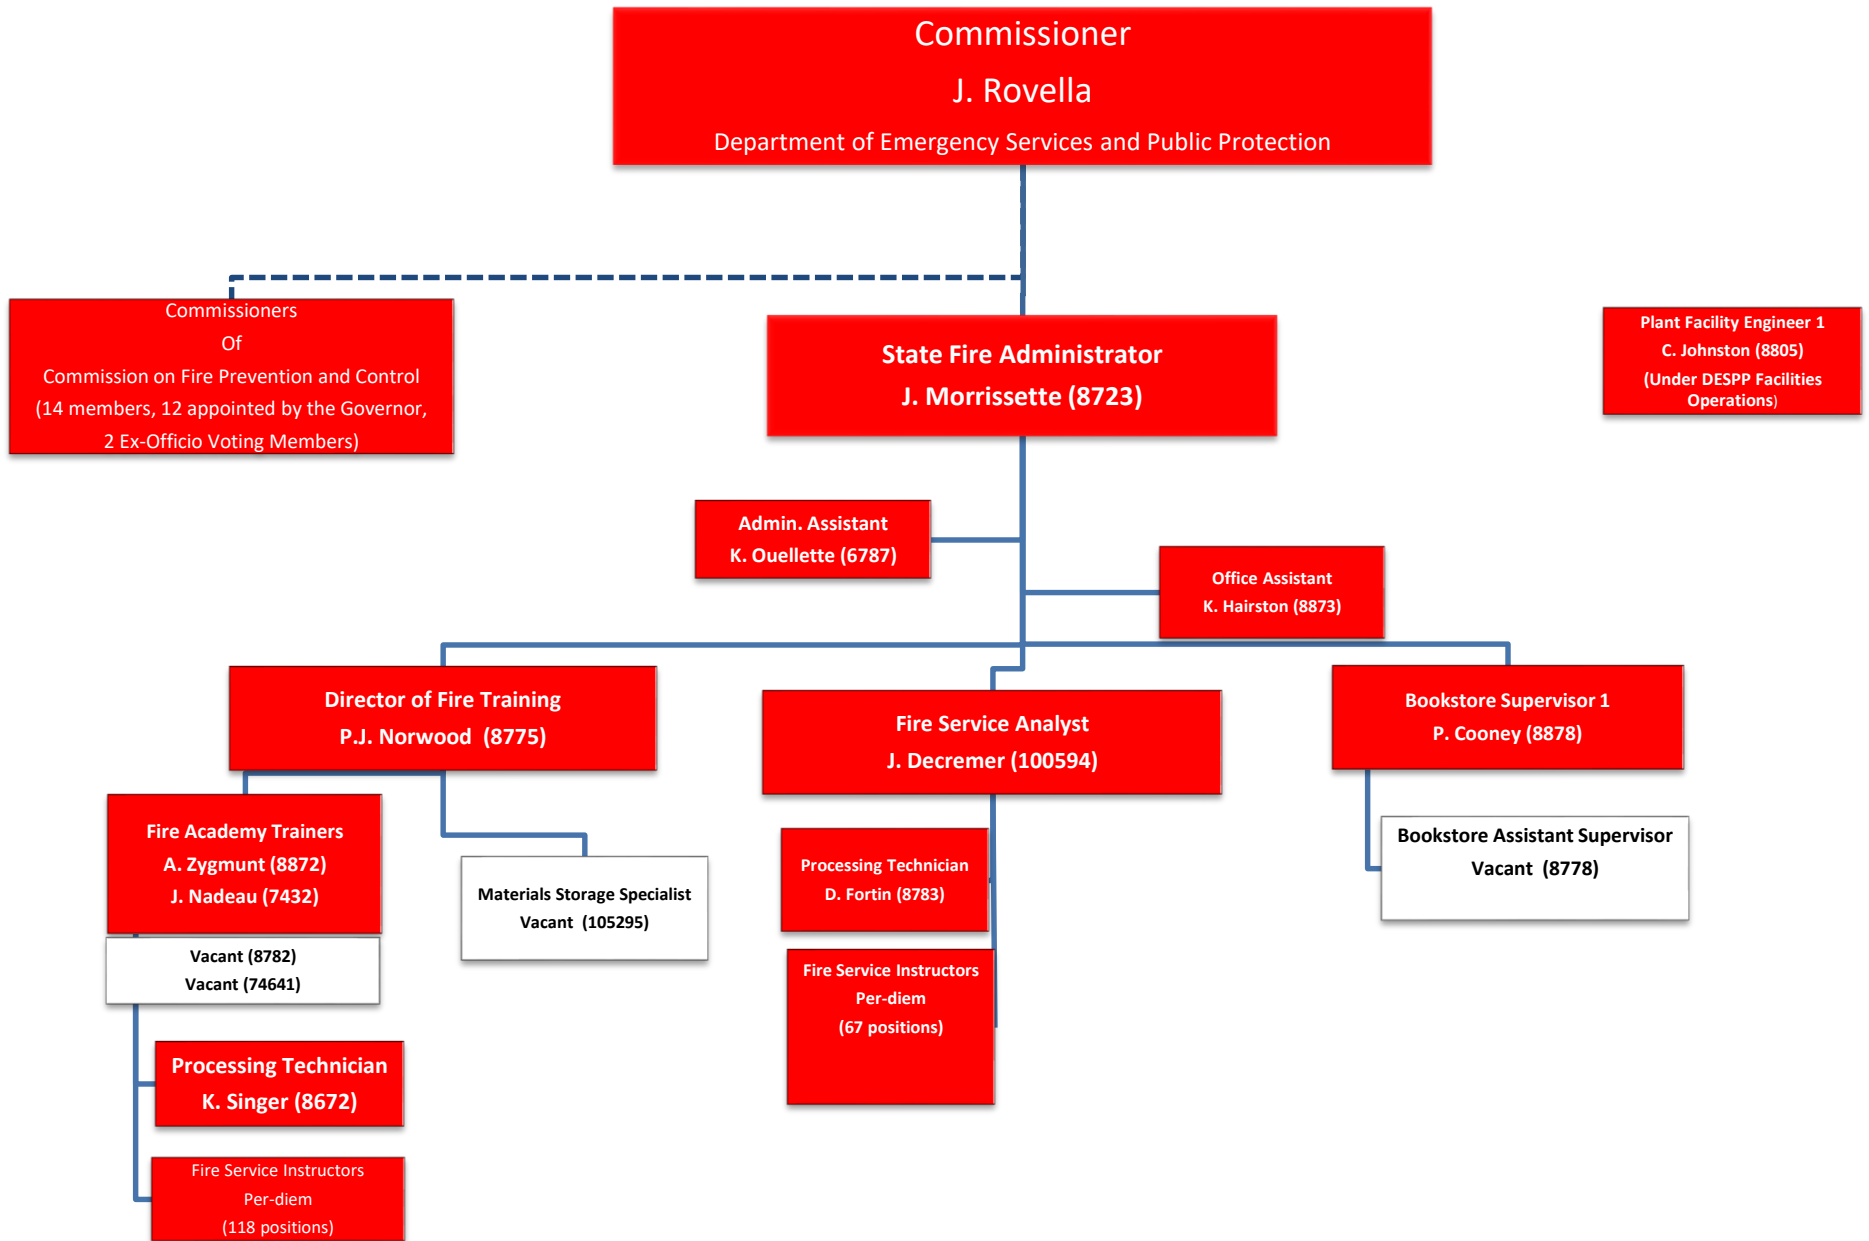 Commissioner
J. Rovella
Department of Emergency Services and Public Protection
Commissioners
Of
Commission on Fire Prevention and Control
(14 members, 12 appointed by the Governor,
2 Ex-Officio Voting Members)
State Fire Administrator
J. Morrissette (8723)
Plant Facility Engineer 1
C. Johnston (8805)
(Under DESPP Facilities
Operations)
Admin. Assistant
K. Ouellette (6787)
Office Assistant
K. Hairston (8873)
Director of Fire Training
P.J. Norwood (8775)
Fire Service Analyst
J. Decremer (100594)
Bookstore Supervisor 1
P. Cooney (8878)
Fire Academy Trainers
A. Zygmunt (8872)
J. Nadeau (7432)
Vacant (8782)
Vacant (74641)
Materials Storage Specialist
Vacant (105295)
Processing Technician
D. Fortin (8783)
Fire Service Instructors
Per-diem
(67 positions)
Bookstore Assistant Supervisor
Vacant (8778)
Processing Technician
K. Singer (8672)
Fire Service Instructors
Per-diem
(118 positions)